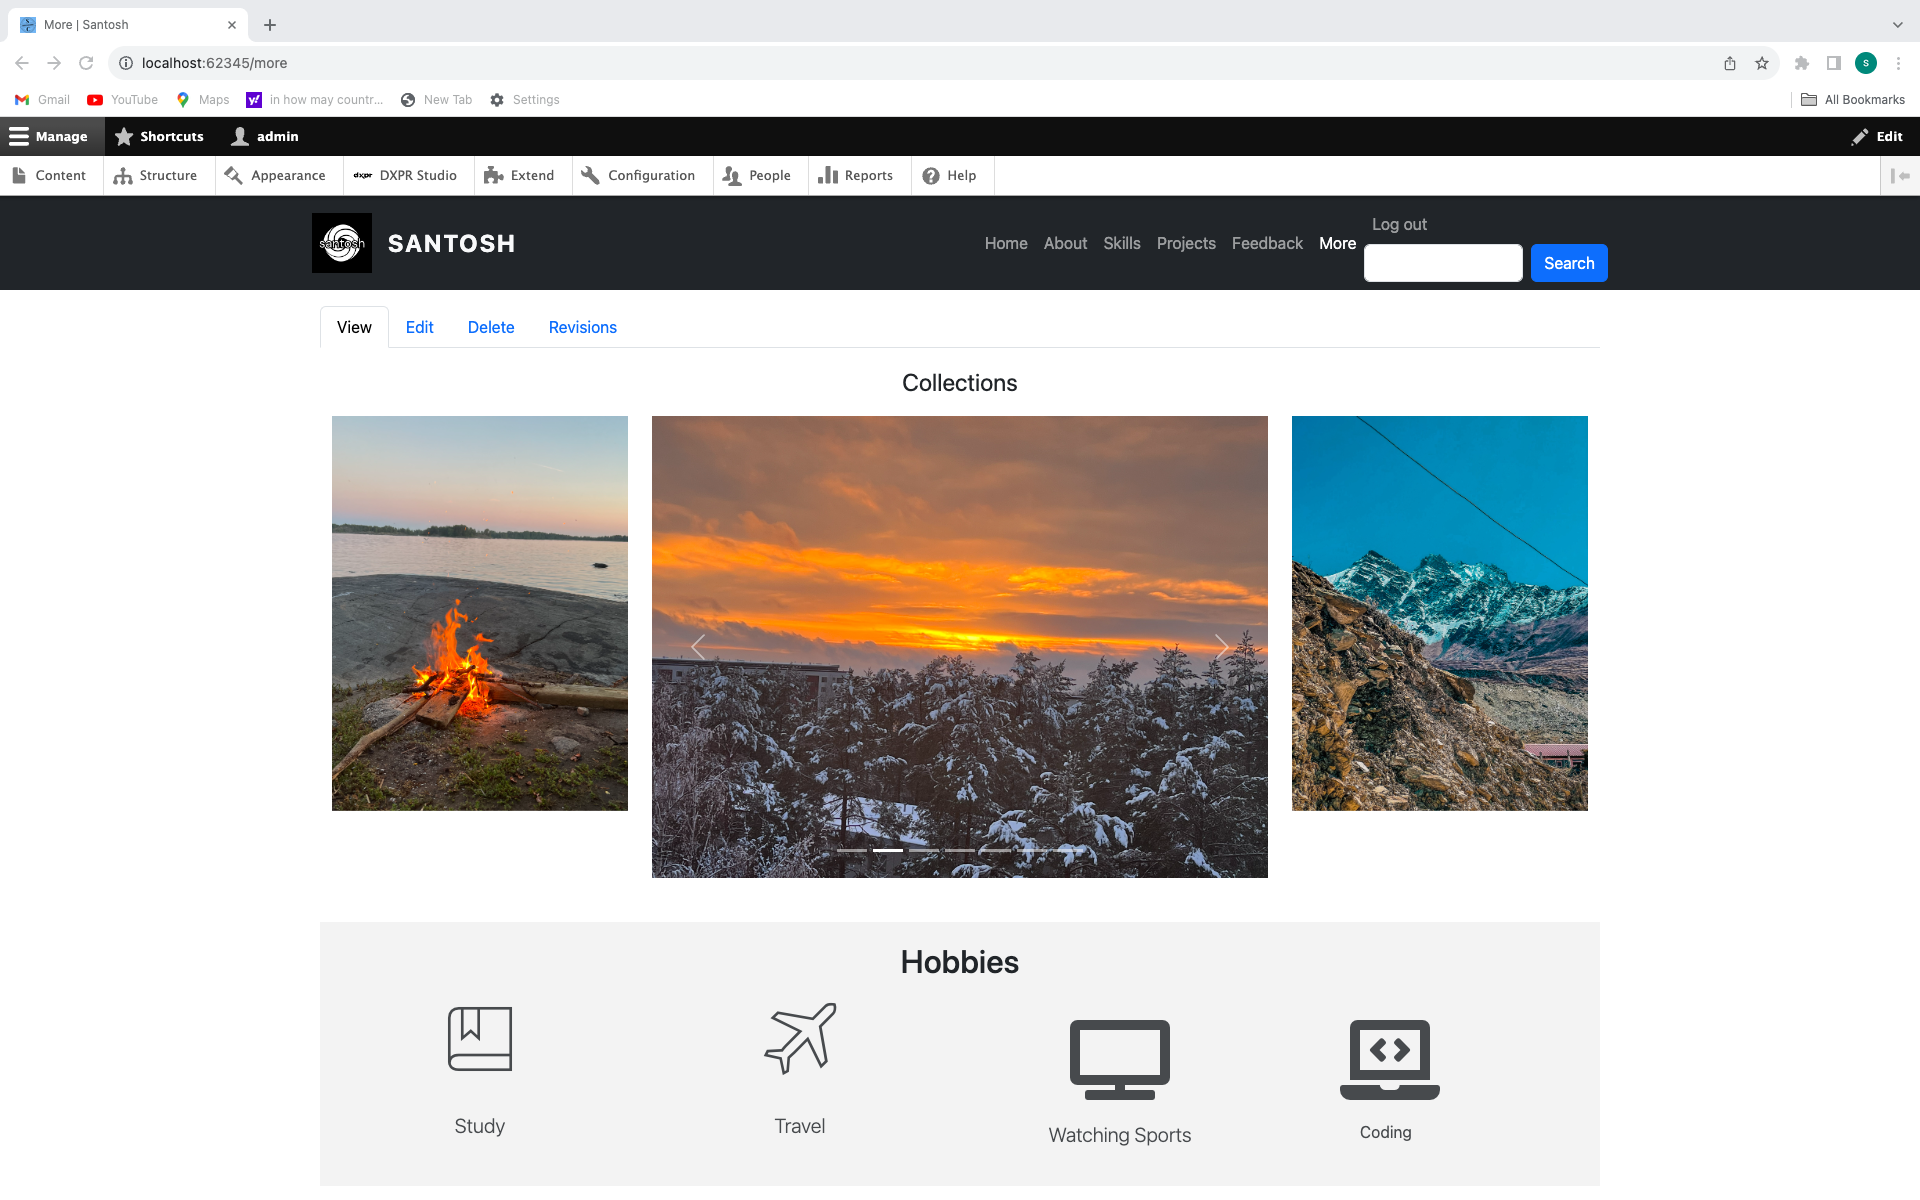 More | Santosh
localhost:62345/more
Gmail YouTube Maps in how may countr... New Tab Settings All Bookmarks
Manage Shortcuts admin Edit
Content Structure Appearance DXPR Studio Extend Configuration People Reports Help
santosh SANTOSH Home About Skills Projects Feedback More Log out
Search
View Edit Delete Revisions
Collections
Hobbies
Study Travel Watching Sports Coding